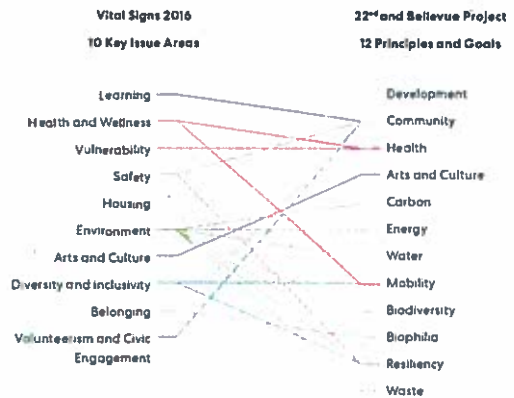 Vital Signs 2016
10 Key Issue Areas
Learning
Health and Wellness
Vulnerability
Safety
Housing
Environment
Arts and Culture
Diversity and inclusivity
Belonging
Volunteerism and Civic
Engagement
22nd and Bellevue Project
12 Principles and Goals
Development
Community
Health
Arts and Culture
Carbon
Energy
Water
Mobility
Biodiversity
Biophilia
Resiliency
Waste